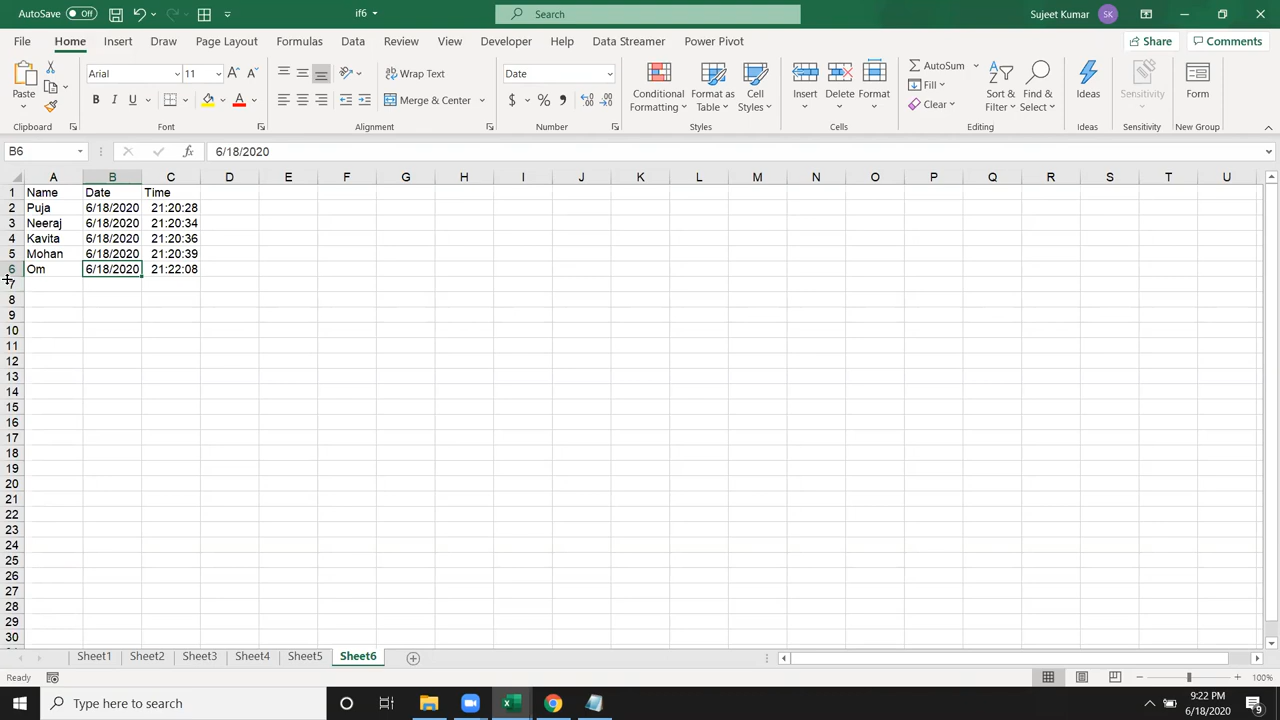 AutoSave Off if6 Search Sujeet Kumar SK
File Home Insert Draw Page Layout Formulas Data Review View Developer Help Data Streamer Power Pivot Share Comments
Paste Arial 11 Wrap Text Date Conditional Formatting Format as Table Cell Styles Insert Delete Format AutoSum Sort & Filter Find & Select Ideas Sensitivity Form
B I U Merge & Center $ % Fill Clear
Clipboard Font Alignment Number Styles Cells Editing Ideas Sensitivity New Group
B6 fx 6/18/2020
A B C D E F G H I J K L M N O P Q R S T U
1 Name Date Time
2 Puja 6/18/2020 21:20:28
3 Neeraj 6/18/2020 21:20:34
4 Kavita 6/18/2020 21:20:36
5 Mohan 6/18/2020 21:20:39
6 Om 6/18/2020 21:22:08
7
8
9
10
11
12
13
14
15
16
17
18
19
20
21
22
23
24
25
26
27
28
29
30
Sheet1 Sheet2 Sheet3 Sheet4 Sheet5 Sheet6
Ready 100%
Type here to search 9:22 PM
6/18/2020 9